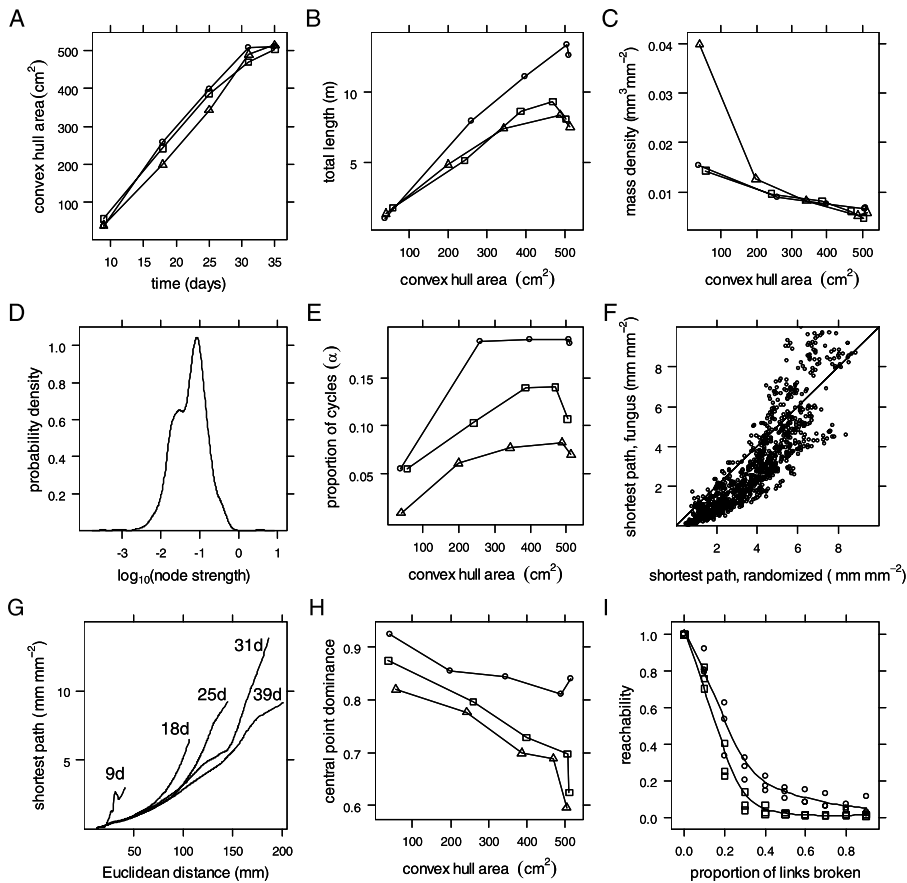 A
B
C
convex hull area(cm²)
500
400
300
200
100
10
15
20
25
30
35
time (days)
total length (m)
10
5
100
200
300
400
500
convex hull area (cm²)
mass density (mm³mm⁻²)
0.04
0.03
0.02
0.01
100
200
300
400
500
convex hull area (cm²)
D
E
F
probability density
1.0
0.8
0.6
0.4
0.2
-3
-2
-1
0
1
log₁₀(node strength)
proportion of cycles (α)
0.15
0.10
0.05
100
200
300
400
500
convex hull area (cm²)
shortest path, fungus (mm mm⁻²)
8
6
4
2
2
4
6
8
shortest path, randomized ( mm mm⁻²)
G
H
I
shortest path (mm mm⁻²)
10
5
9d
18d
25d
31d
39d
50
100
150
200
Euclidean distance (mm)
central point dominance
0.9
0.8
0.7
0.6
100
200
300
400
500
convex hull area (cm²)
reachability
1.0
0.8
0.6
0.4
0.2
0.0
0.0
0.2
0.4
0.6
0.8
proportion of links broken